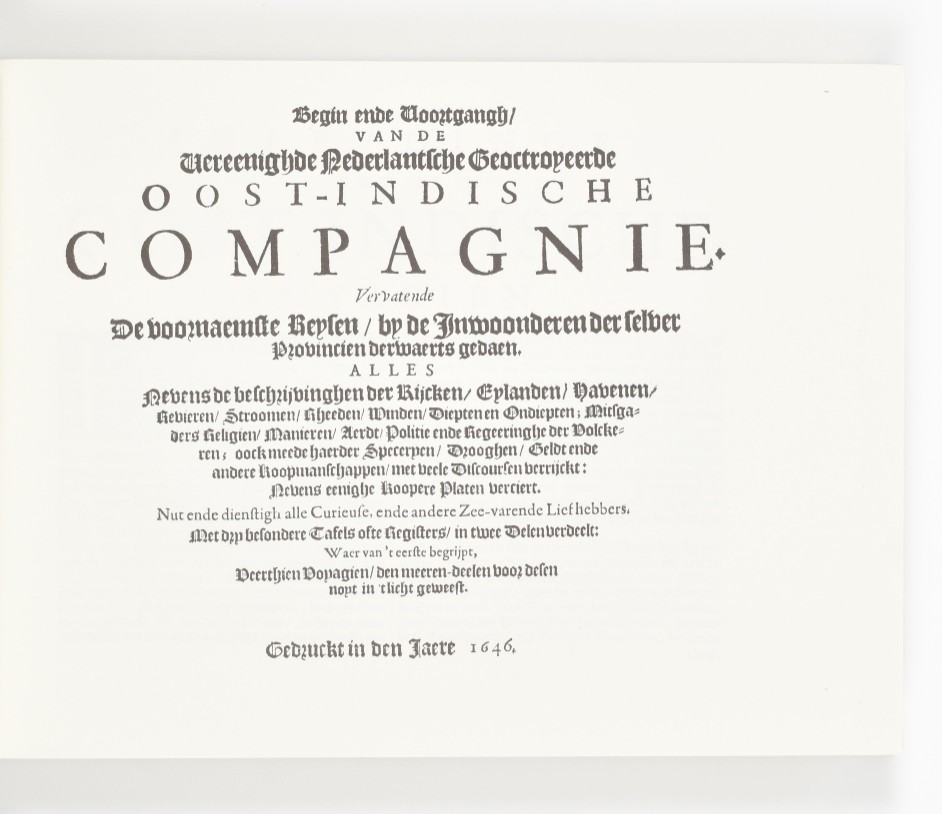 Begin ende Voortgangh/
VAN DE
Vereenighde Nederlantsche Geoctroyeerde
OOST-INDISCHE
COMPAGNIE.
Vervatende
De voornaemste Reysen / by de Inwoonderen der selver
Provincien derwaerts gedaen.
ALLES
Nevens de beschrijvinghen der Rijcken/ Eylanden/ Havenen/
Revieren/ Stroomen/ Rheeden/ Winden/ Diepten en Ondiepten; Mitsga-
ders Religien/ Manieren/ Aerdt/ Politie ende Regeeringhe der Volcke-
ren; oock meede haerder Speceryen/ Drooghen/ Geldt ende
andere Koopmanschappen/ met veele Discoursen verrijckt:
Nevens eenighe Koopere Platen verciert.
Nut ende dienstigh alle Curieuse, ende andere Zee-varende Liefhebbers.
Met dry besondere Tafels ofte Registers/ in twee Delen verdeelt:
Waer van 't eerste begrijpt,
Veerthien Voyagien/ den meeren-deelen voor desen
noyt in 't licht geweest.
Gedruckt in den Jaere 1646.